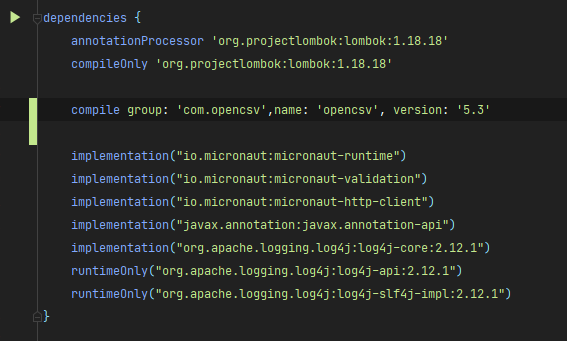 dependencies {
annotationProcessor 'org.projectlombok:lombok:1.18.18'
compileOnly 'org.projectlombok:lombok:1.18.18'
compile group: 'com.opencsv',name: 'opencsv', version: '5.3'
implementation("io.micronaut:micronaut-runtime")
implementation("io.micronaut:micronaut-validation")
implementation("io.micronaut:micronaut-http-client")
implementation("javax.annotation:javax.annotation-api")
implementation("org.apache.logging.log4j:log4j-core:2.12.1")
runtimeOnly("org.apache.logging.log4j:log4j-api:2.12.1")
runtimeOnly("org.apache.logging.log4j:log4j-slf4j-impl:2.12.1")
}